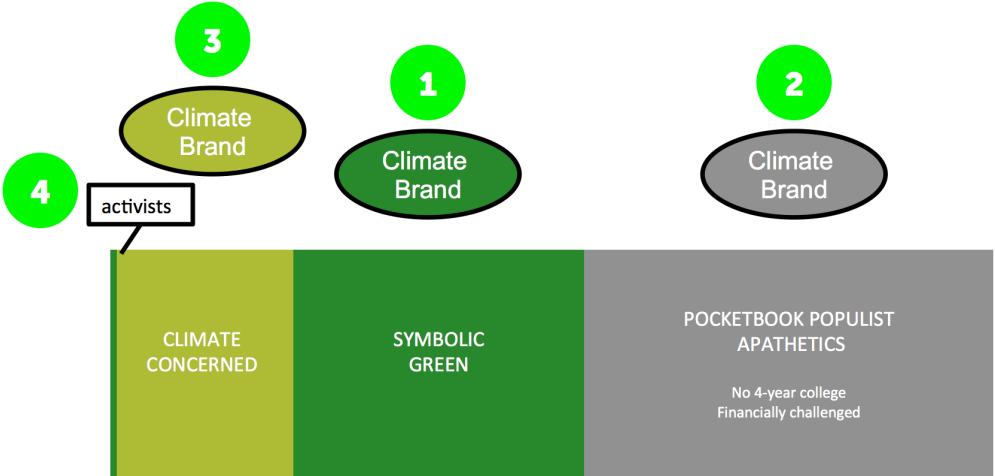 3
Climate
Brand
1
Climate
Brand
2
Climate
Brand
4
activists
CLIMATE
CONCERNED
SYMBOLIC
GREEN
POCKETBOOK POPULIST
APATHETICS
No 4-year college
Financially challenged